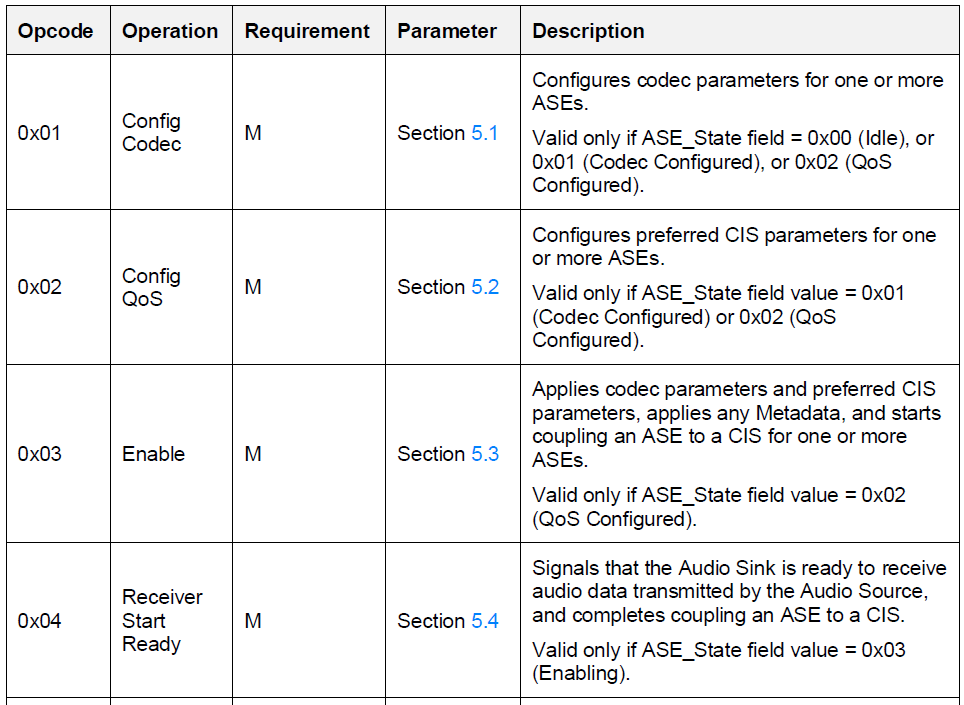 Opcode Operation Requirement Parameter Description
0x01
Config
Codec
M
Section 5.1
Configures codec parameters for one or more
ASEs.
Valid only if ASE_State field = 0x00 (Idle), or
0x01 (Codec Configured), or 0x02 (QoS
Configured).
0x02
Config
QoS
M
Section 5.2
Configures preferred CIS parameters for one
or more ASEs.
Valid only if ASE_State field value = 0x01
(Codec Configured) or 0x02 (QoS
Configured).
0x03
Enable
M
Section 5.3
Applies codec parameters and preferred CIS
parameters, applies any Metadata, and starts
coupling an ASE to a CIS for one or more
ASEs.
Valid only if ASE_State field value = 0x02
(QoS Configured).
0x04
Receiver
Start
Ready
M
Section 5.4
Signals that the Audio Sink is ready to receive
audio data transmitted by the Audio Source,
and completes coupling an ASE to a CIS.
Valid only if ASE_State field value = 0x03
(Enabling).